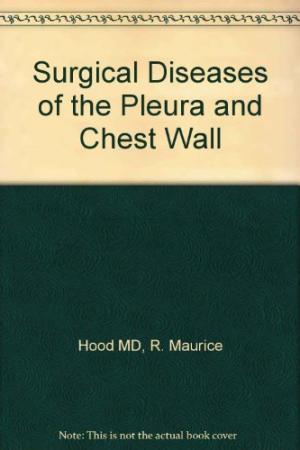 Surgical Diseases
of the Pleura and
Chest Wall
Hood MD, R. Maurice
Note: This is not the actual book cover